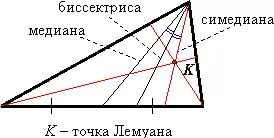 биссектриса
симедиана
медиана
K
K – точка Лемуана